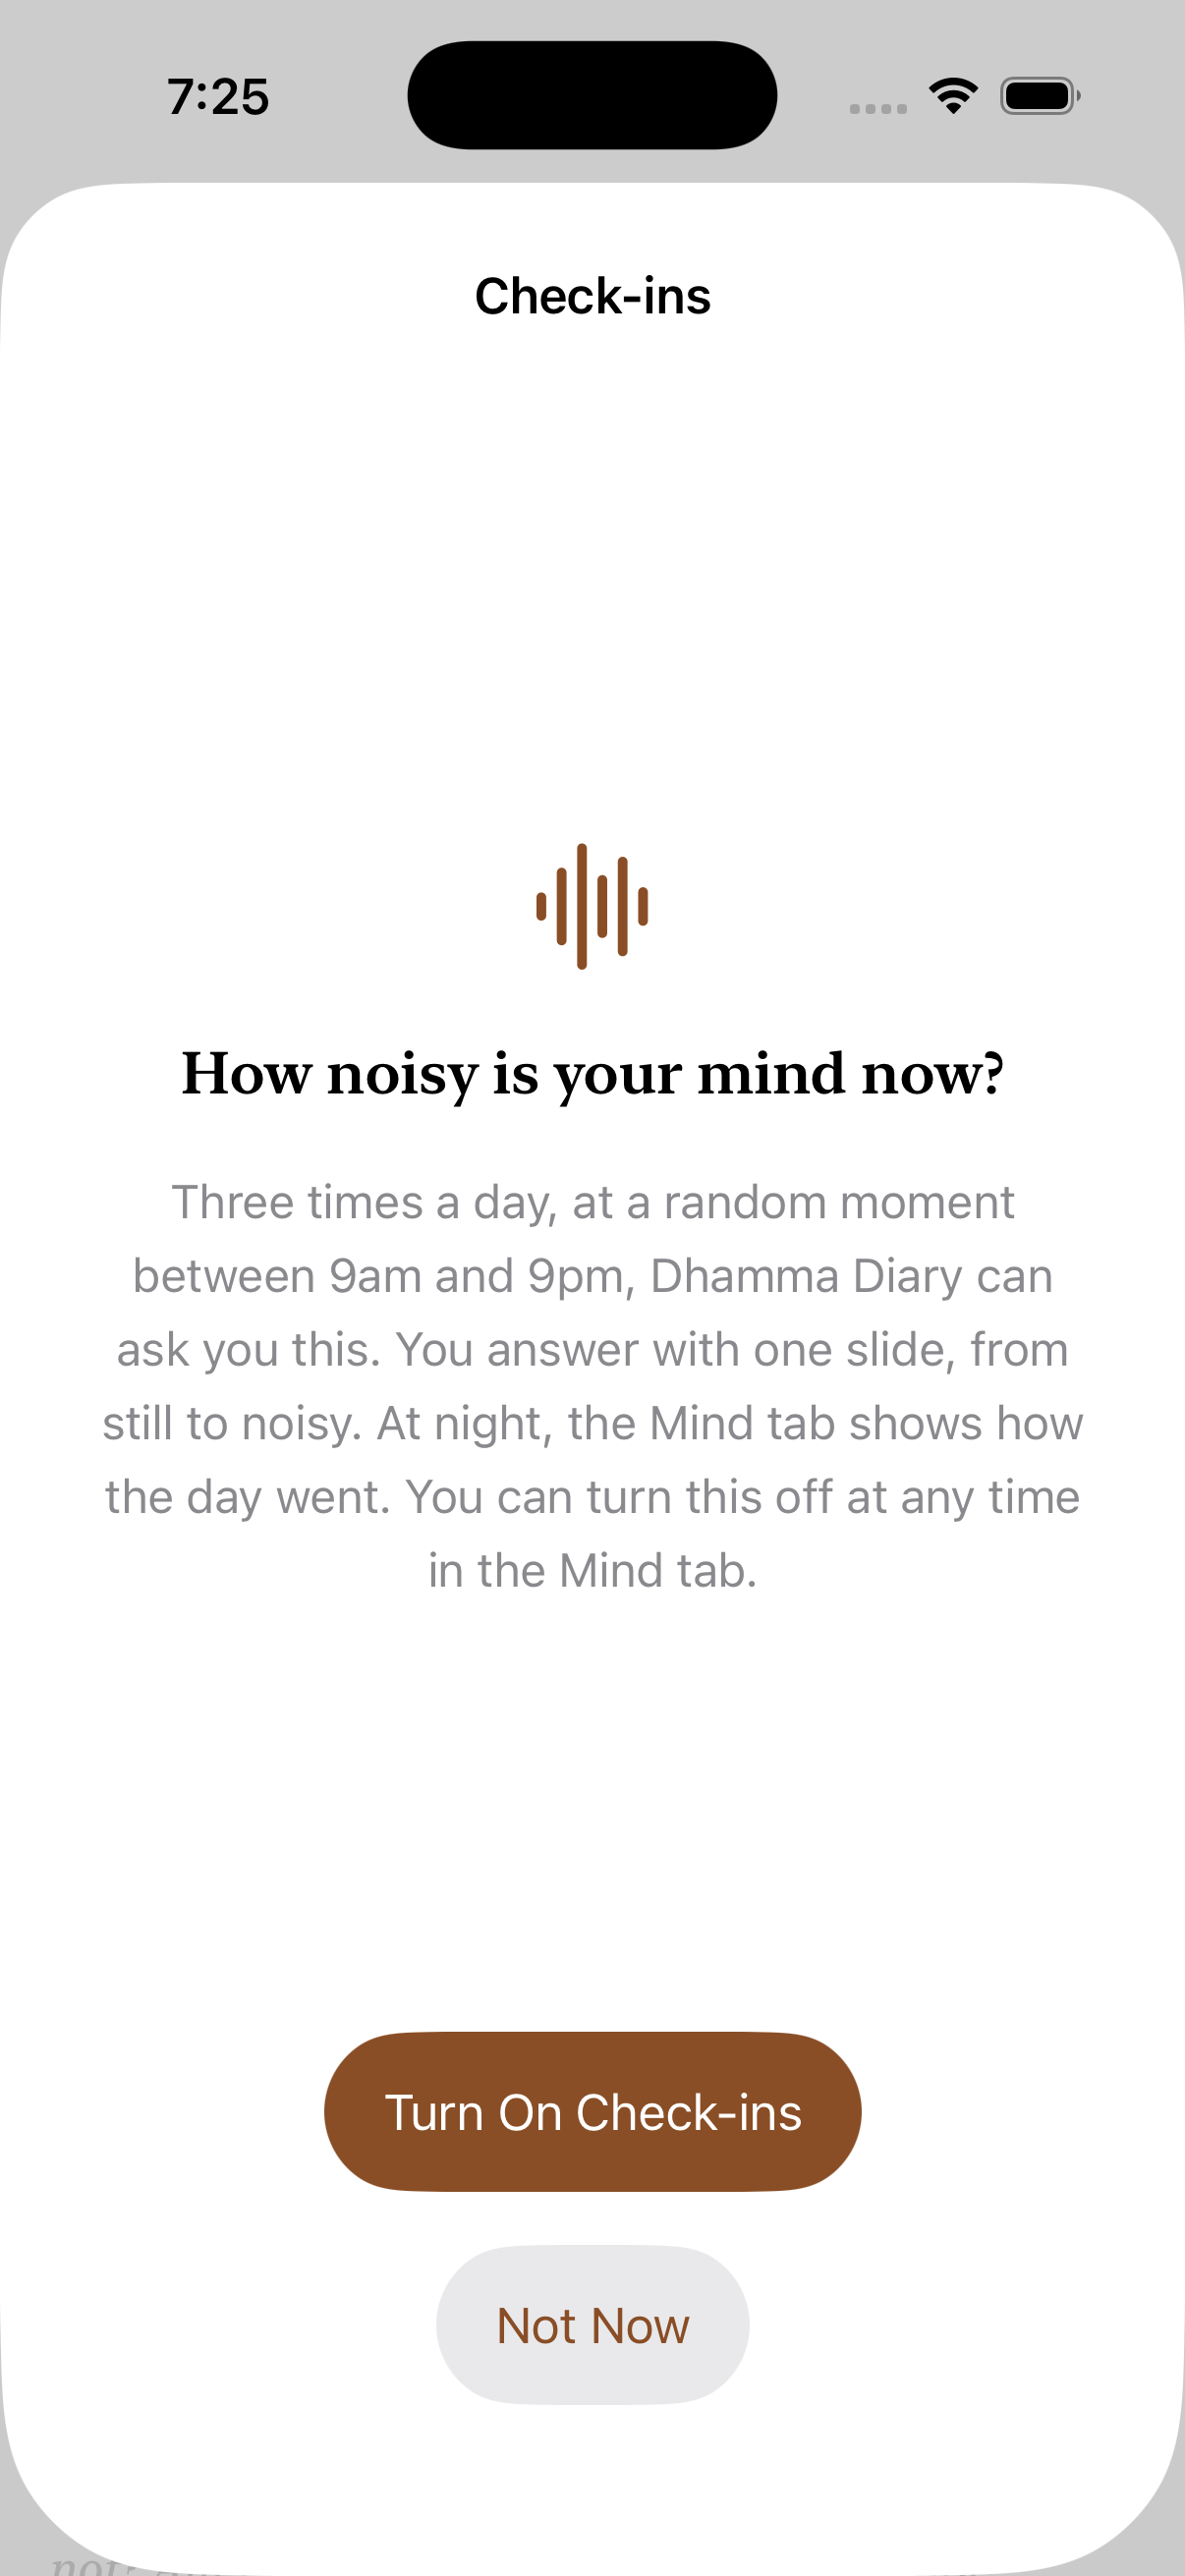 7:25
Check-ins
How noisy is your mind now?
Three times a day, at a random moment
between 9am and 9pm, Dhamma Diary can
ask you this. You answer with one slide, from
still to noisy. At night, the Mind tab shows how
the day went. You can turn this off at any time
in the Mind tab.
Turn On Check-ins
Not Now